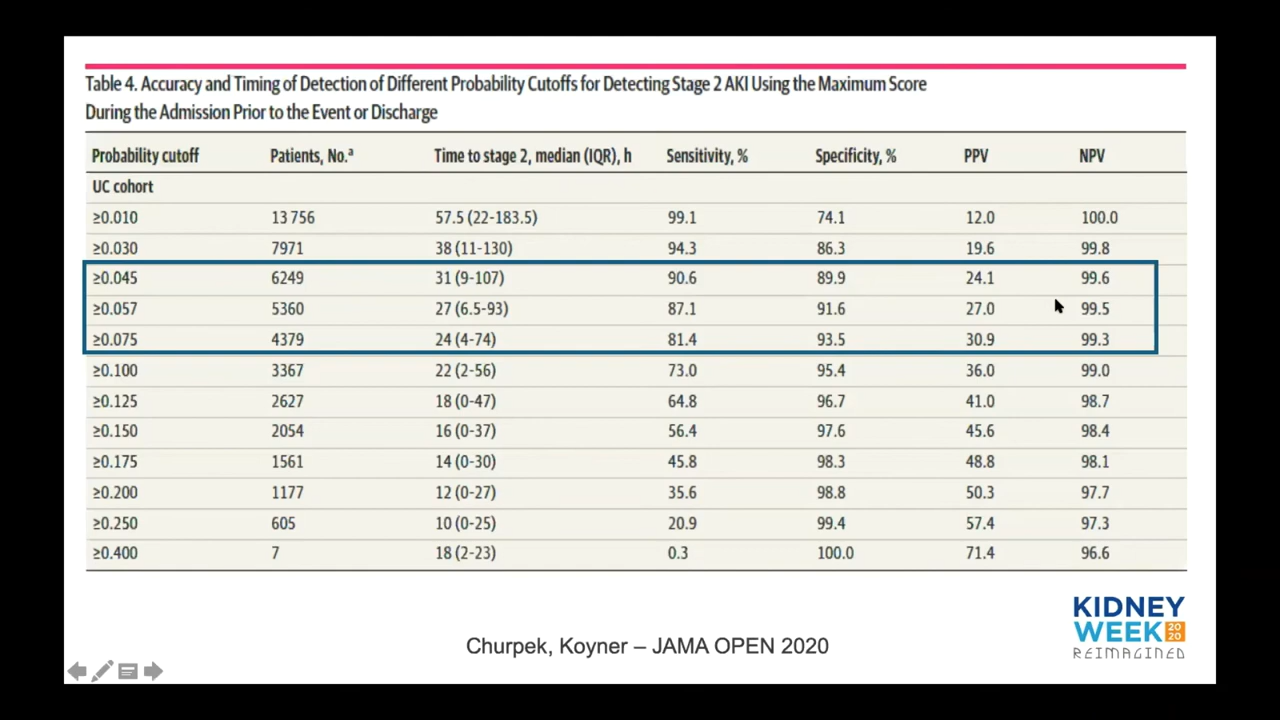 Table 4. Accuracy and Timing of Detection of Different Probability Cutoffs for Detecting Stage 2 AKI Using the Maximum Score
During the Admission Prior to the Event or Discharge
Probability cutoff Patients, No.ª Time to stage 2, median (IQR), h Sensitivity, % Specificity, % PPV NPV
UC cohort
≥0.010 13 756 57.5 (22-183.5) 99.1 74.1 12.0 100.0
≥0.030 7971 38 (11-130) 94.3 86.3 19.6 99.8
≥0.045 6249 31 (9-107) 90.6 89.9 24.1 99.6
≥0.057 5360 27 (6.5-93) 87.1 91.6 27.0 99.5
≥0.075 4379 24 (4-74) 81.4 93.5 30.9 99.3
≥0.100 3367 22 (2-56) 73.0 95.4 36.0 99.0
≥0.125 2627 18 (0-47) 64.8 96.7 41.0 98.7
≥0.150 2054 16 (0-37) 56.4 97.6 45.6 98.4
≥0.175 1561 14 (0-30) 45.8 98.3 48.8 98.1
≥0.200 1177 12 (0-27) 35.6 98.8 50.3 97.7
≥0.250 605 10 (0-25) 20.9 99.4 57.4 97.3
≥0.400 7 18 (2-23) 0.3 100.0 71.4 96.6
Churpek, Koyner – JAMA OPEN 2020
KIDNEY
WEEK 2020
REIMAGINED